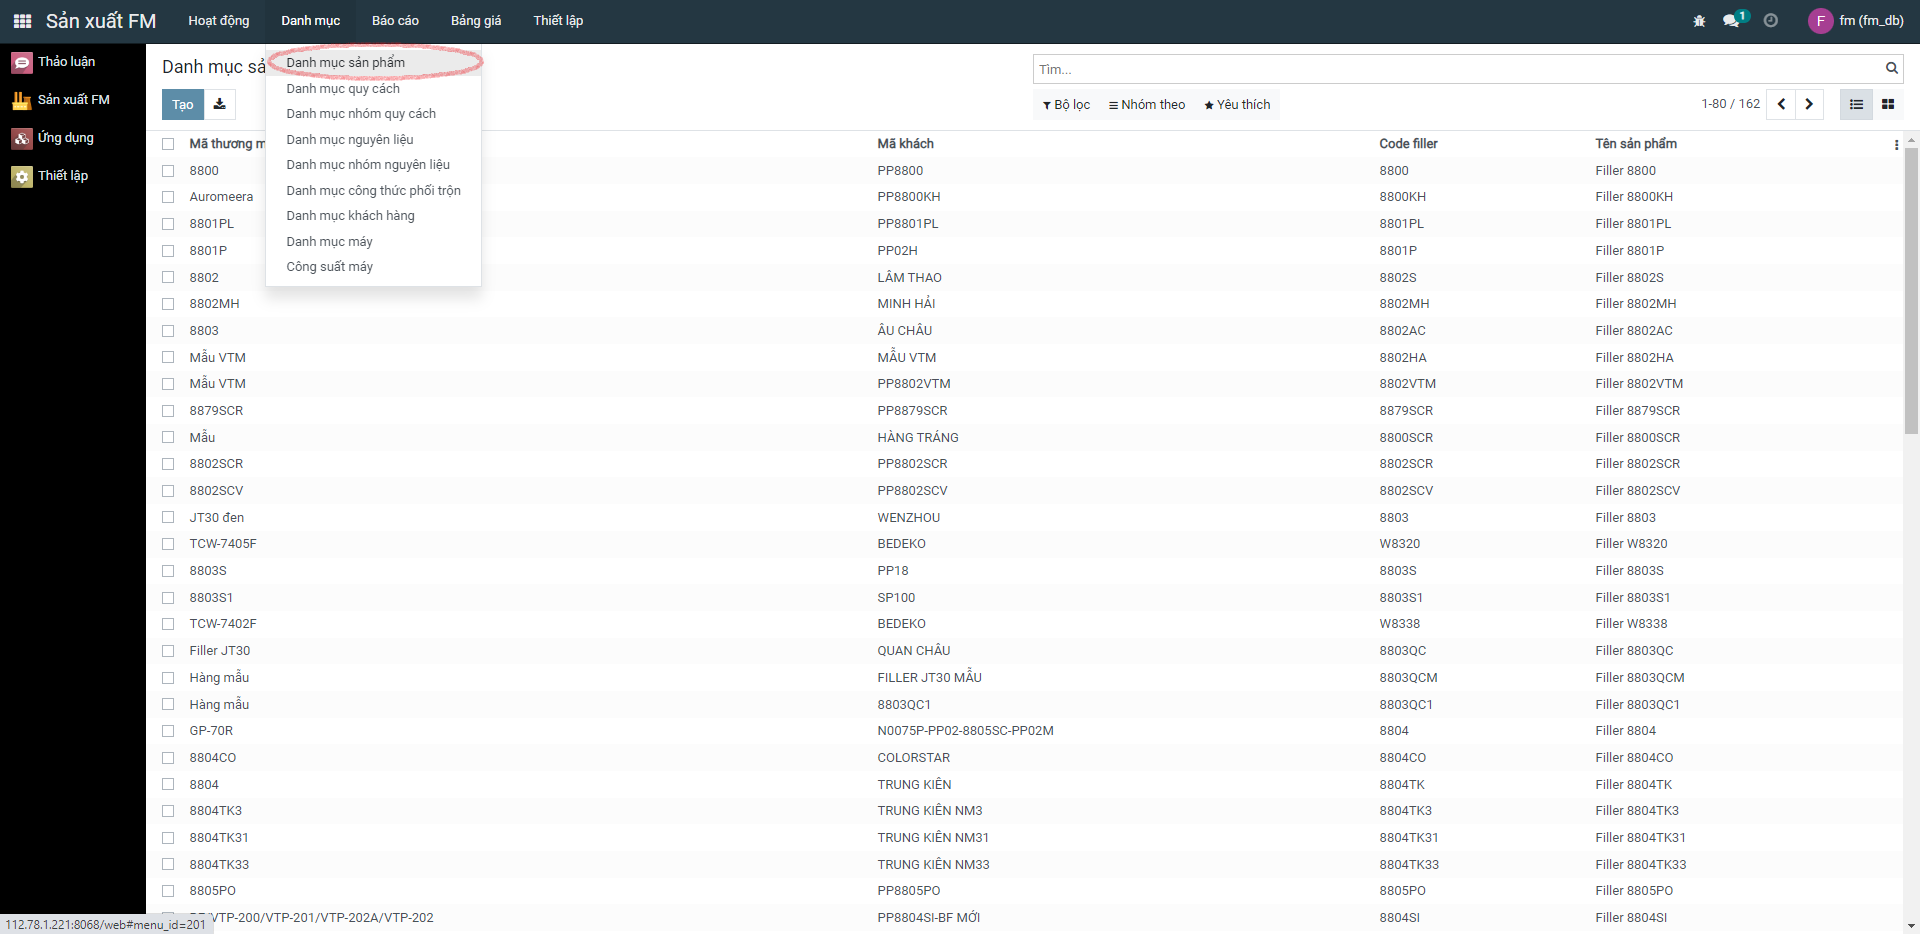 Sản xuất FM Hoạt động Danh mục Báo cáo Bảng giá Thiết lập 1 F fm (fm_db)
Thảo luận
Sản xuất FM
Ứng dụng
Thiết lập
Danh mục sả
Tạo
Danh mục sản phẩm
Danh mục quy cách
Danh mục nhóm quy cách
Danh mục nguyên liệu
Danh mục nhóm nguyên liệu
Danh mục công thức phối trộn
Danh mục khách hàng
Danh mục máy
Công suất máy
Tìm...
Bộ lọc Nhóm theo Yêu thích 1-80 / 162
Mã thương m Mã khách Code filler Tên sản phẩm
8800 PP8800 8800 Filler 8800
Auromeera PP8800KH 8800KH Filler 8800KH
8801PL PP8801PL 8801PL Filler 8801PL
8801P PP02H 8801P Filler 8801P
8802 LÂM THAO 8802S Filler 8802S
8802MH MINH HẢI 8802MH Filler 8802MH
8803 ÂU CHÂU 8802AC Filler 8802AC
Mẫu VTM MẪU VTM 8802HA Filler 8802HA
Mẫu VTM PP8802VTM 8802VTM Filler 8802VTM
8879SCR PP8879SCR 8879SCR Filler 8879SCR
Mẫu HÀNG TRÁNG 8800SCR Filler 8800SCR
8802SCR PP8802SCR 8802SCR Filler 8802SCR
8802SCV PP8802SCV 8802SCV Filler 8802SCV
JT30 đen WENZHOU 8803 Filler 8803
TCW-7405F BEDEKO W8320 Filler W8320
8803S PP18 8803S Filler 8803S
8803S1 SP100 8803S1 Filler 8803S1
TCW-7402F BEDEKO W8338 Filler W8338
Filler JT30 QUAN CHÂU 8803QC Filler 8803QC
Hàng mẫu FILLER JT30 MẪU 8803QCM Filler 8803QCM
Hàng mẫu 8803QC1 8803QC1 Filler 8803QC1
GP-70R N0075P-PP02-8805SC-PP02M 8804 Filler 8804
8804CO COLORSTAR 8804CO Filler 8804CO
8804 TRUNG KIÊN 8804TK Filler 8804TK
8804TK3 TRUNG KIÊN NM3 8804TK3 Filler 8804TK3
8804TK31 TRUNG KIÊN NM31 8804TK31 Filler 8804TK31
8804TK33 TRUNG KIÊN NM33 8804TK33 Filler 8804TK33
8805PO PP8805PO 8805PO Filler 8805PO
/VTP-200/VTP-201/VTP-202A/VTP-202 PP8804SI-BF MỚI 8804SI Filler 8804SI
112.78.1.221:8068/web#menu_id=201